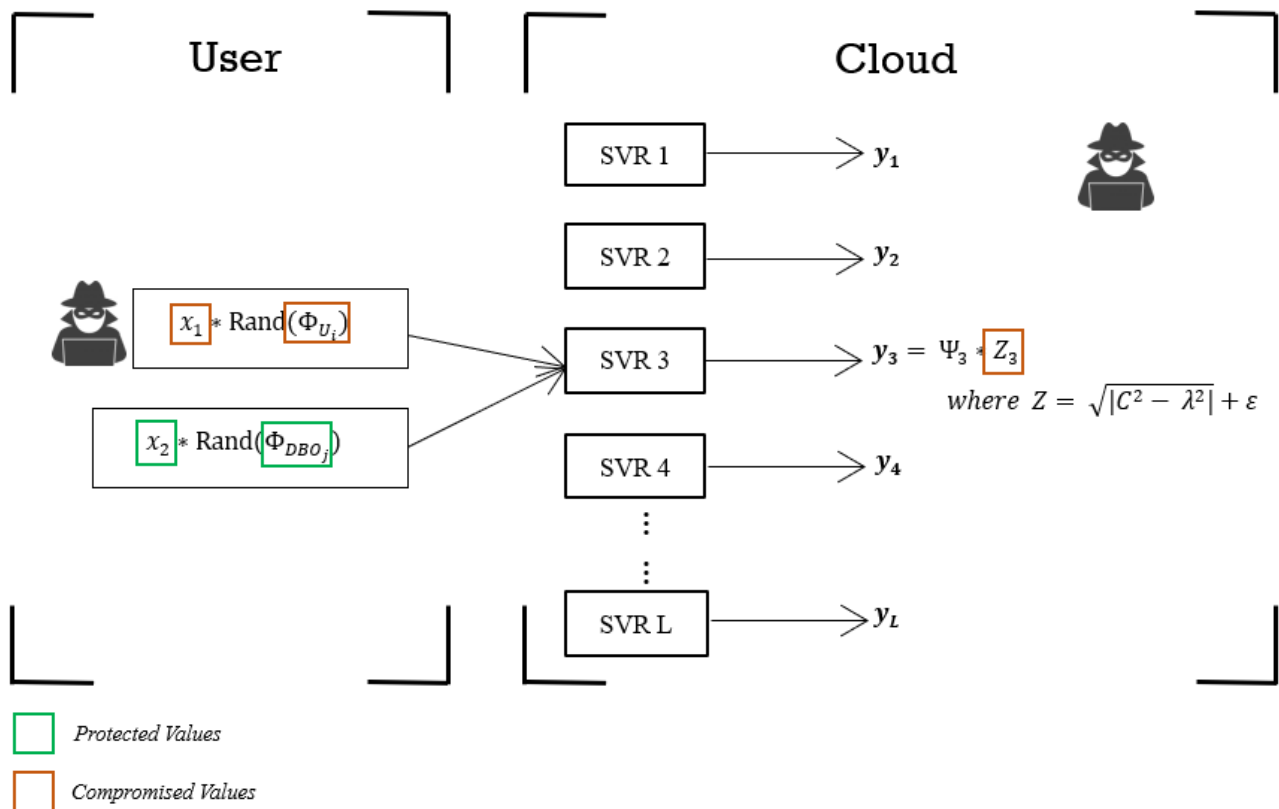 User
Cloud
SVR 1
y₁
SVR 2
y₂
x₁ * Rand(Φ_{U_i})
SVR 3
y₃ = Ψ₃ * Z₃
where Z = √|C² − λ²| + ε
x₂ * Rand(Φ_{DBO_j})
SVR 4
y₄
⋮
⋮
SVR L
y_L
Protected Values
Compromised Values